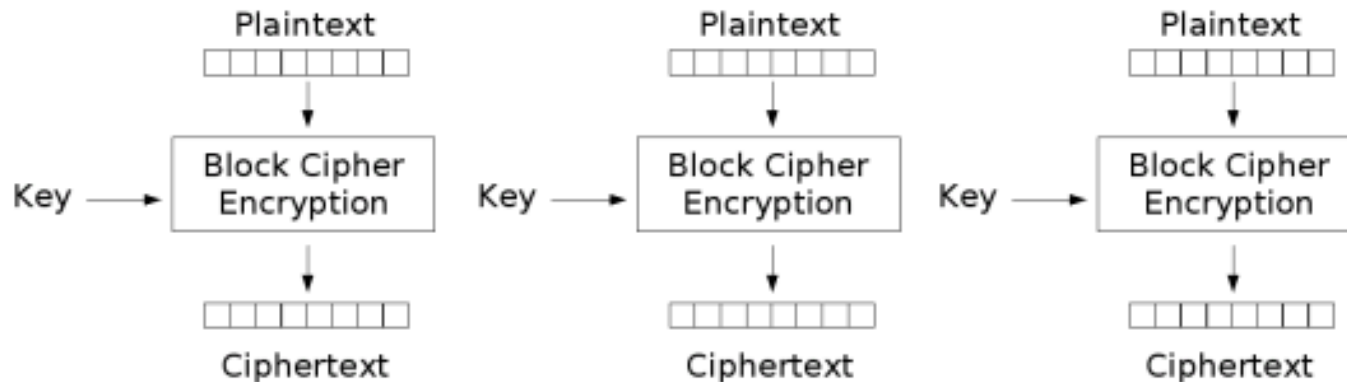 Plaintext Plaintext Plaintext
Block Cipher Block Cipher Block Cipher
Key Encryption Key Encryption Key Encryption
Ciphertext Ciphertext Ciphertext